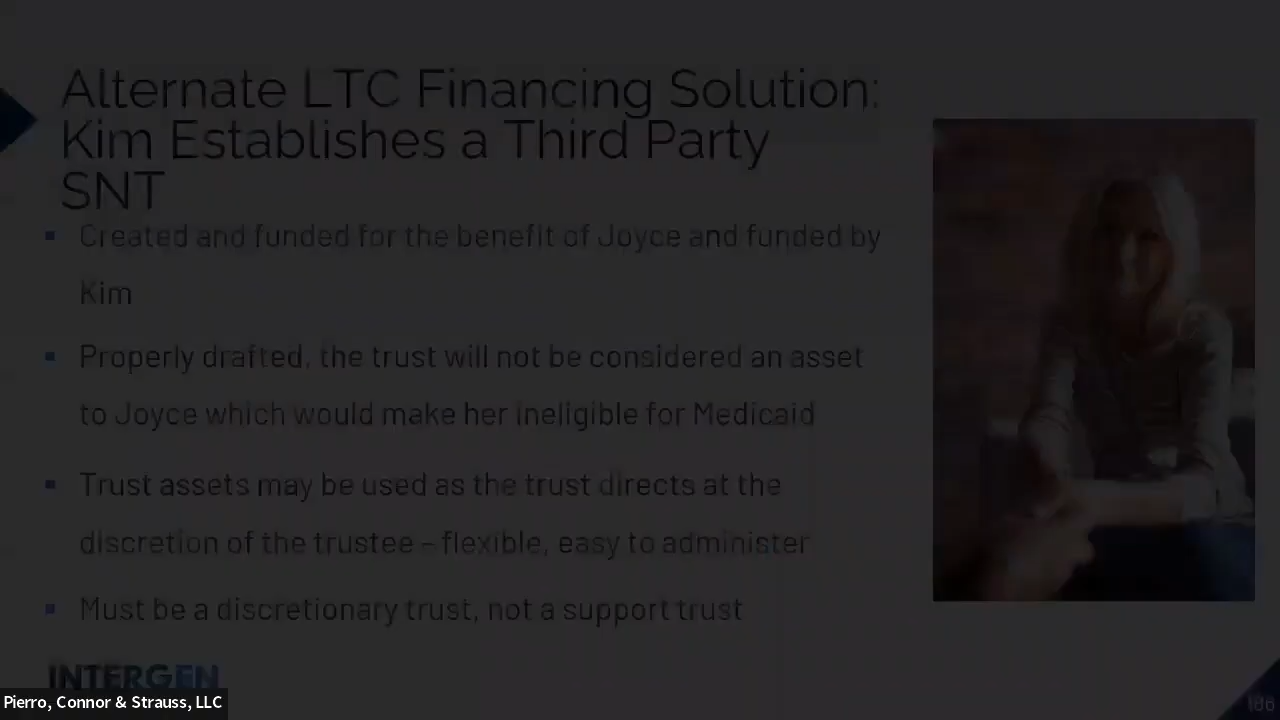 Alternate LTC Financing Solution:
Kim Establishes a Third Party
SNT
Created and funded for the benefit of Joyce and funded by
Kim
Properly drafted, the trust will not be considered an asset
to Joyce which would make her ineligible for Medicaid
Trust assets may be used as the trust directs at the
discretion of the trustee – flexible, easy to administer
Must be a discretionary trust, not a support trust
INTERGEN
Pierro, Connor & Strauss, LLC
186